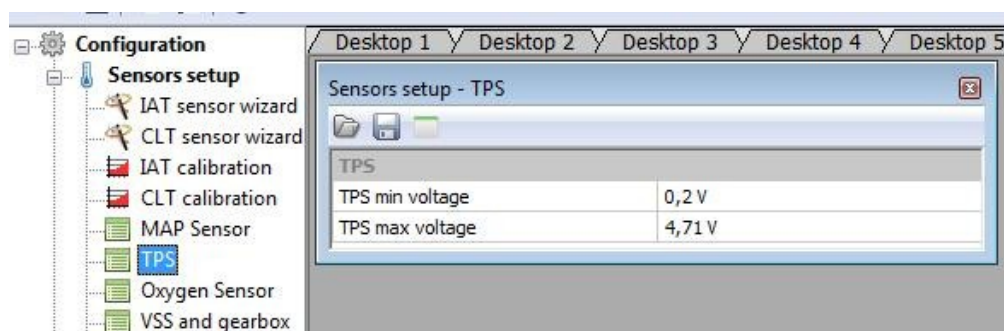 Configuration
Sensors setup
IAT sensor wizard
CLT sensor wizard
IAT calibration
CLT calibration
MAP Sensor
TPS
Oxygen Sensor
VSS and gearbox
Desktop 1 Desktop 2 Desktop 3 Desktop 4 Desktop 5
Sensors setup - TPS
TPS
TPS min voltage 0,2 V
TPS max voltage 4,71 V